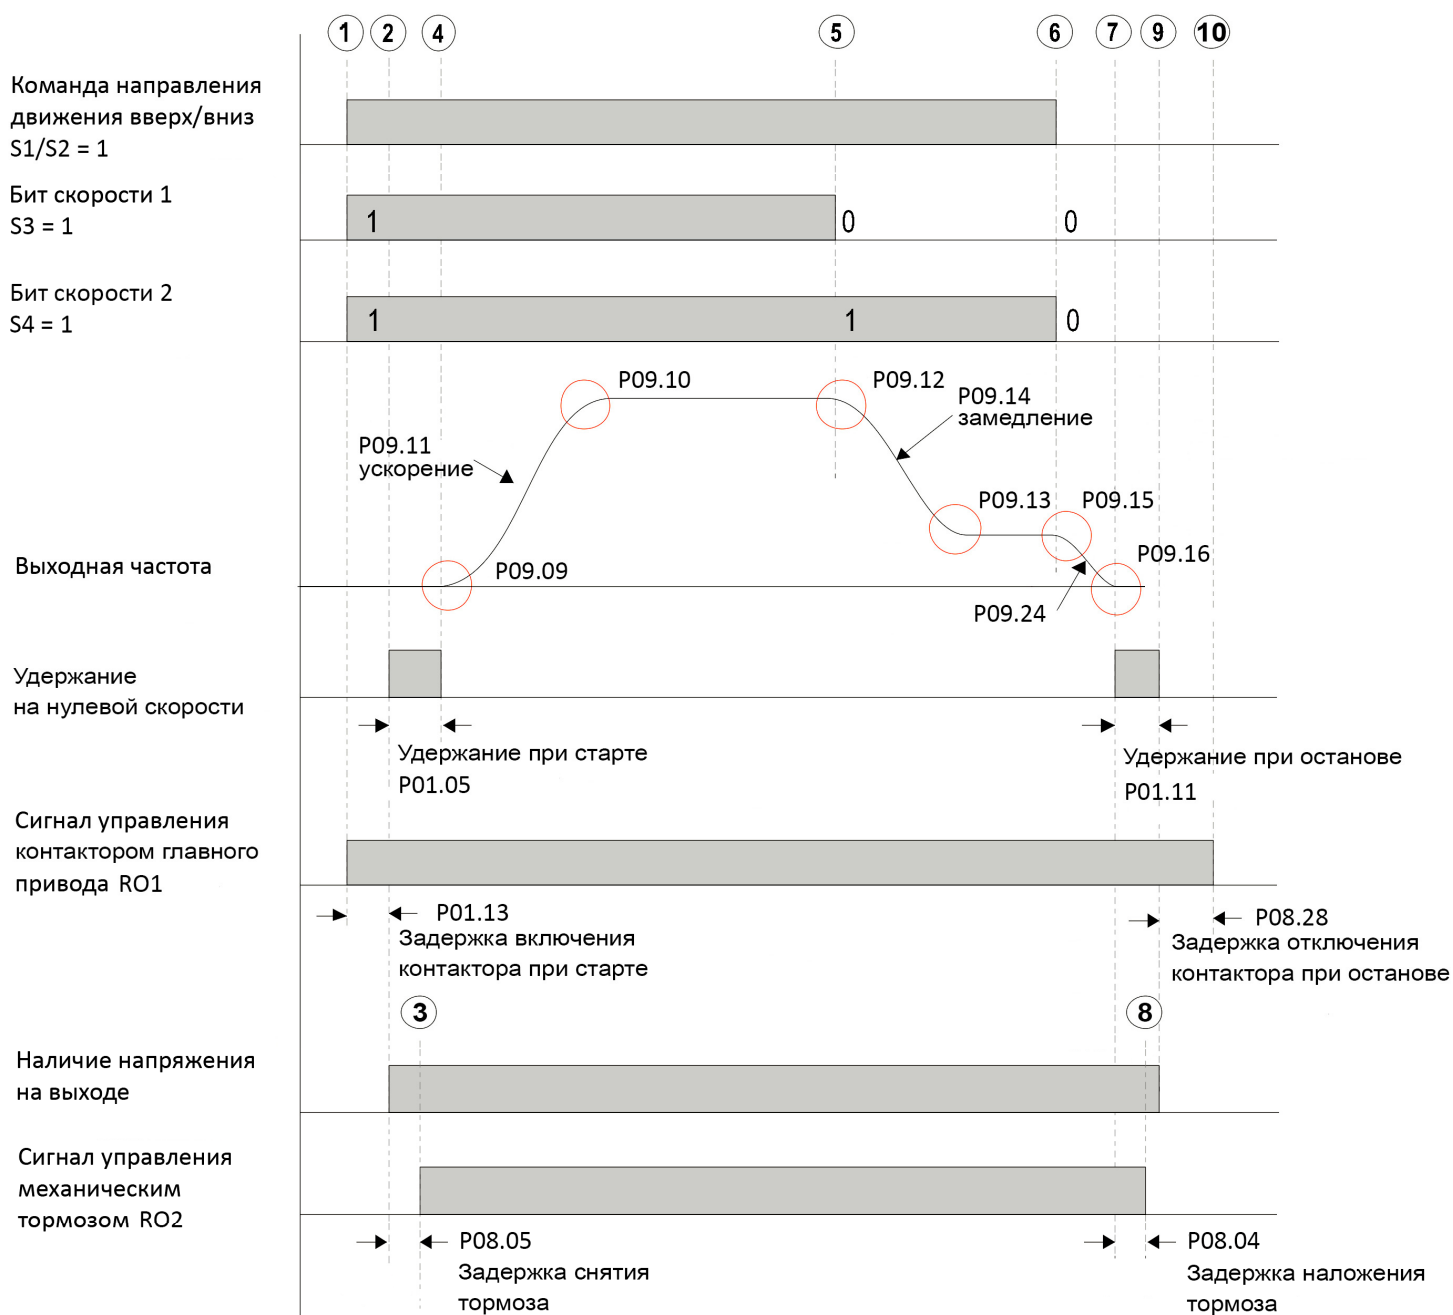 1 2 4 5 6 7 9 10
Команда направления
движения вверх/вниз
S1/S2 = 1
Бит скорости 1
S3 = 1
1 0 0
Бит скорости 2
S4 = 1
1 1 0
P09.10
P09.12
P09.14
замедление
P09.11
ускорение
P09.13
P09.15
P09.16
Выходная частота
P09.09
P09.24
Удержание
на нулевой скорости
Удержание при старте
P01.05
Удержание при останове
P01.11
Сигнал управления
контактором главного
привода RO1
P01.13
Задержка включения
контактора при старте
P08.28
Задержка отключения
контактора при останове
3 8
Наличие напряжения
на выходе
Сигнал управления
механическим
тормозом RO2
P08.05
Задержка снятия
тормоза
P08.04
Задержка наложения
тормоза